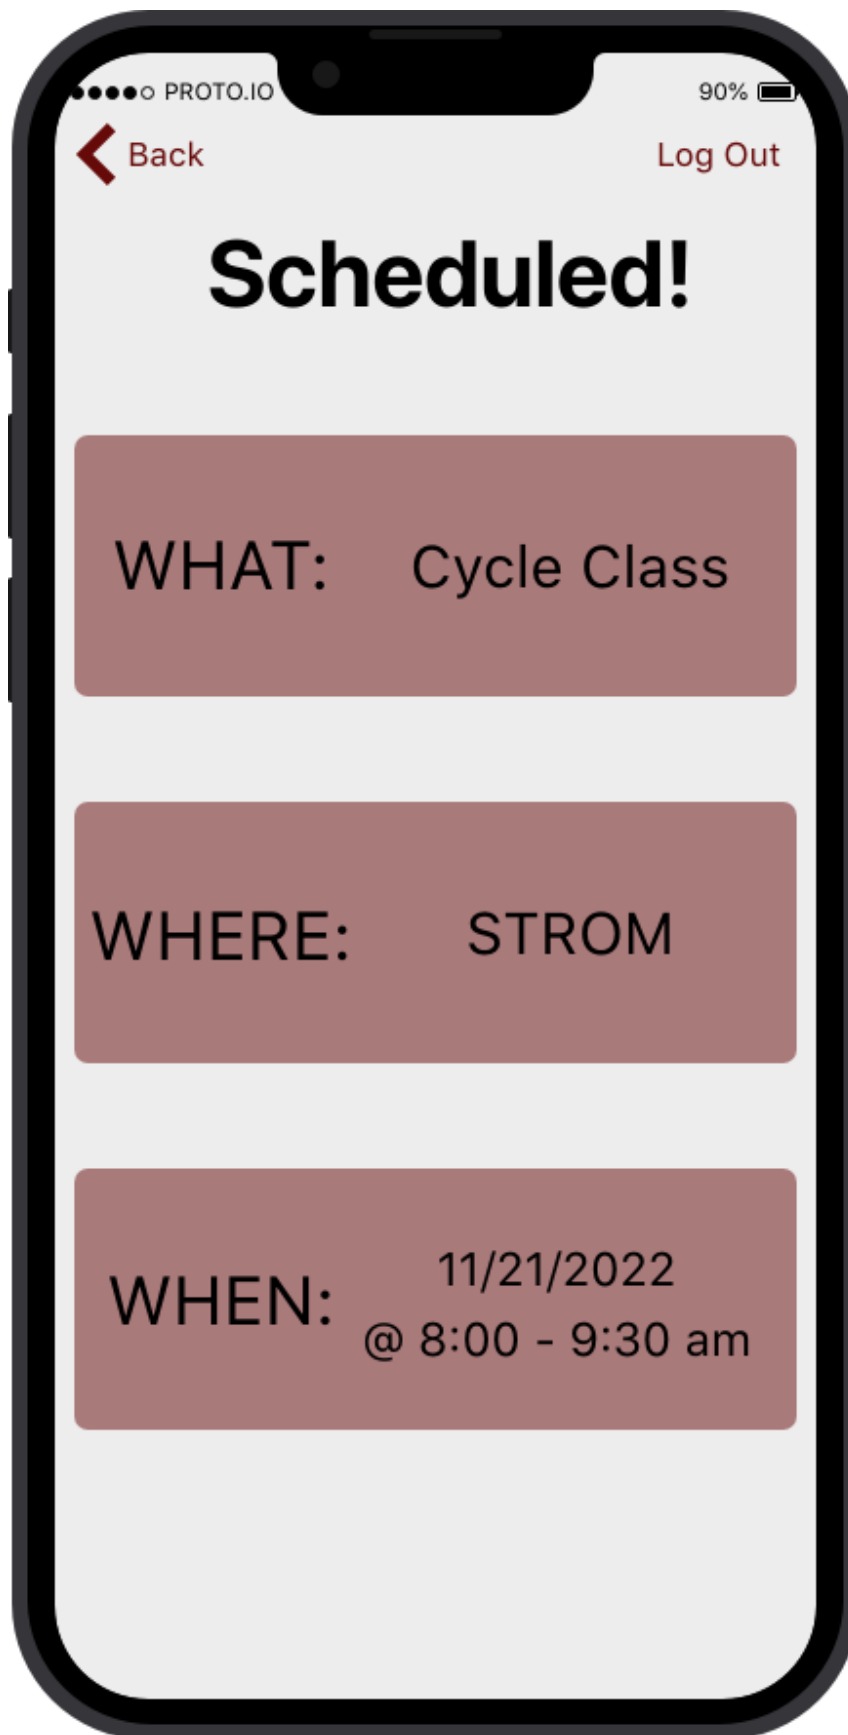 PROTO.IO 90%
Back Log Out
Scheduled!
WHAT: Cycle Class
WHERE: STROM
WHEN: 11/21/2022
@ 8:00 - 9:30 am